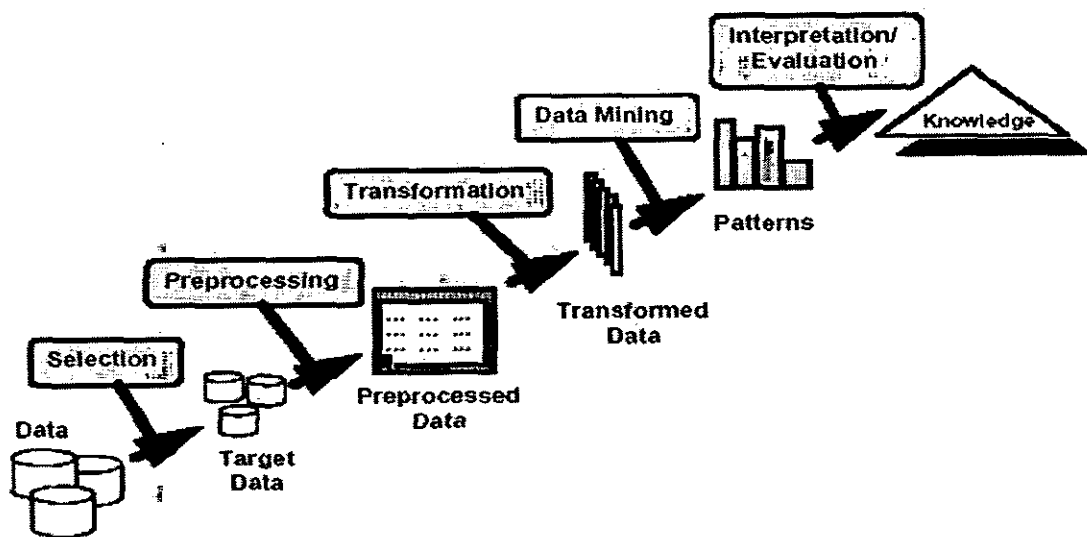 Interpretation/
Evaluation
Knowledge
Data Mining
Patterns
Transformation
Transformed
Data
Preprocessing
Preprocessed
Data
Selection
Target
Data
Data